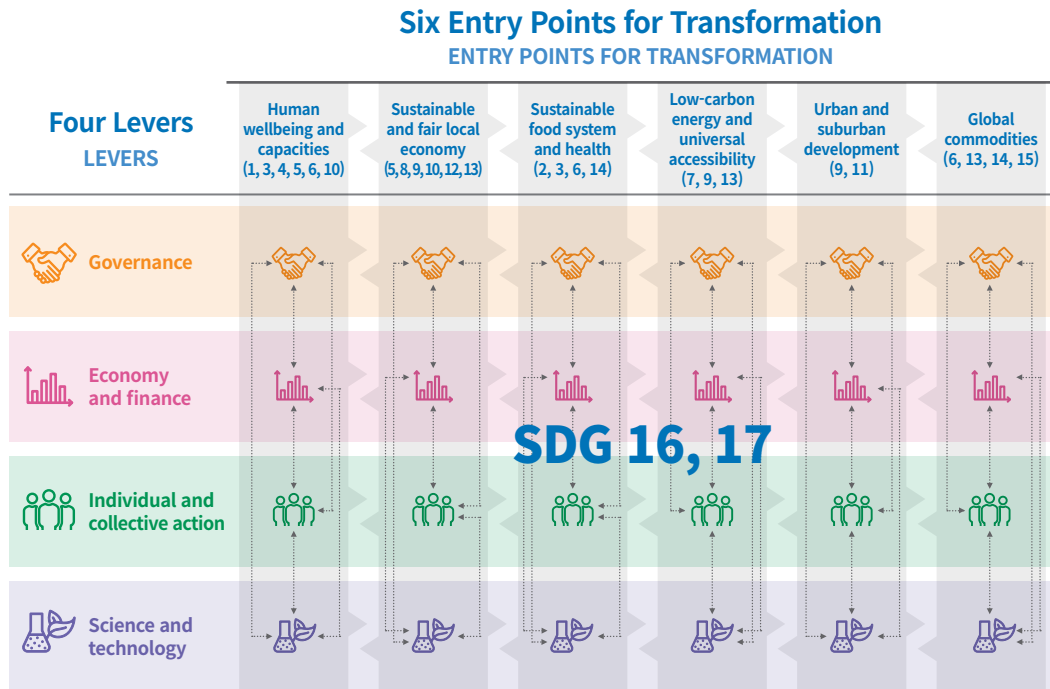 Six Entry Points for Transformation
ENTRY POINTS FOR TRANSFORMATION
Four Levers
LEVERS
Human
wellbeing and
capacities
(1, 3, 4, 5, 6, 10)
Sustainable
and fair local
economy
(5,8,9,10,12,13)
Sustainable
food system
and health
(2, 3, 6, 14)
Low-carbon
energy and
universal
accessibility
(7, 9, 13)
Urban and
suburban
development
(9, 11)
Global
commodities
(6, 13, 14, 15)
Governance
Economy
and finance
SDG 16, 17
Individual and
collective action
Science and
technology